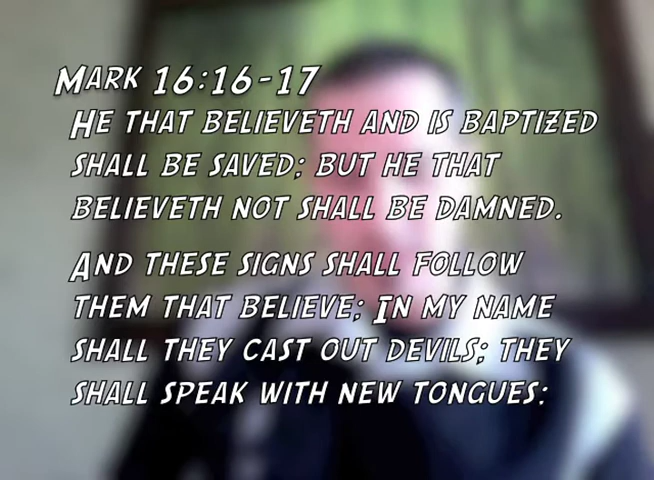 Mark 16:16-17
He that believeth and is baptized
shall be saved; but he that
believeth not shall be damned.
And these signs shall follow
them that believe; In my name
shall they cast out devils; they
shall speak with new tongues;